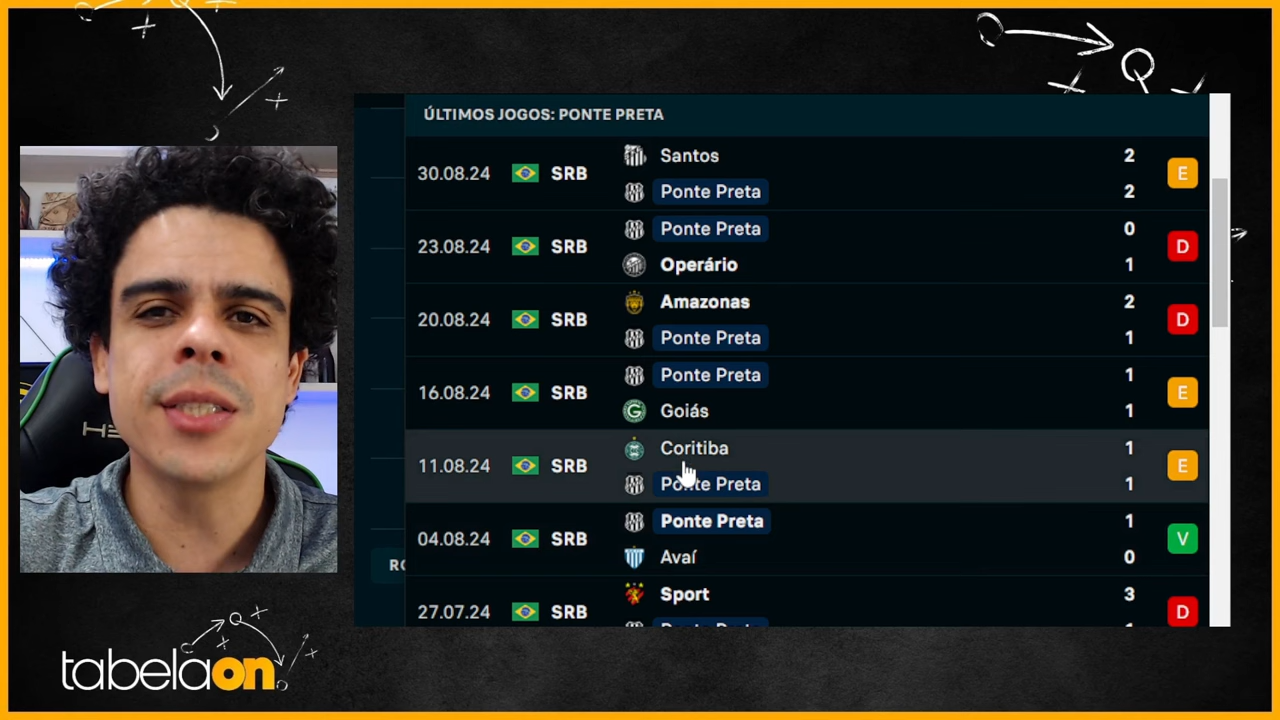 ÚLTIMOS JOGOS: PONTE PRETA
30.08.24 SRB Santos 2 E
Ponte Preta 2
23.08.24 SRB Ponte Preta 0 D
Operário 1
20.08.24 SRB Amazonas 2 D
Ponte Preta 1
16.08.24 SRB Ponte Preta 1 E
Goiás 1
11.08.24 SRB Coritiba 1 E
Ponte Preta 1
04.08.24 SRB Ponte Preta 1 V
Avaí 0
27.07.24 SRB Sport 3 D
RO
HE
tabelaon